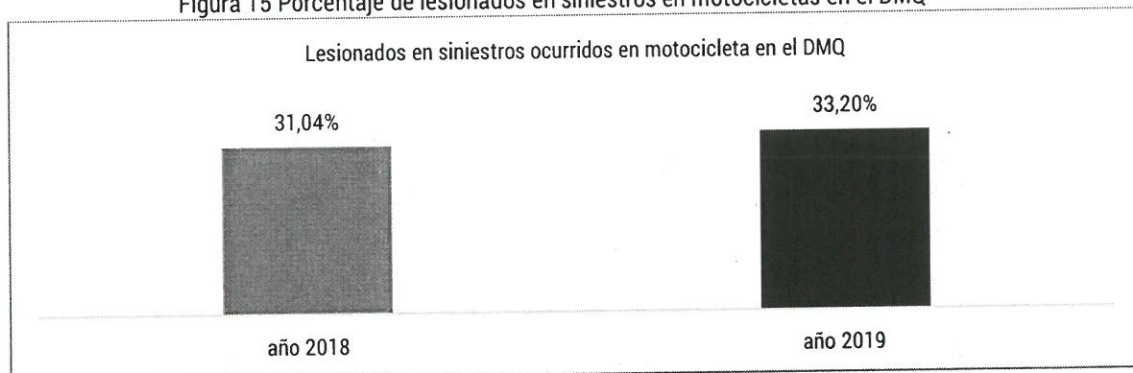 Figura 15 Porcentaje de lesionados en siniestros en motocicletas en el DMQ
Lesionados en siniestros ocurridos en motocicleta en el DMQ
31,04%
33,20%
año 2018
año 2019